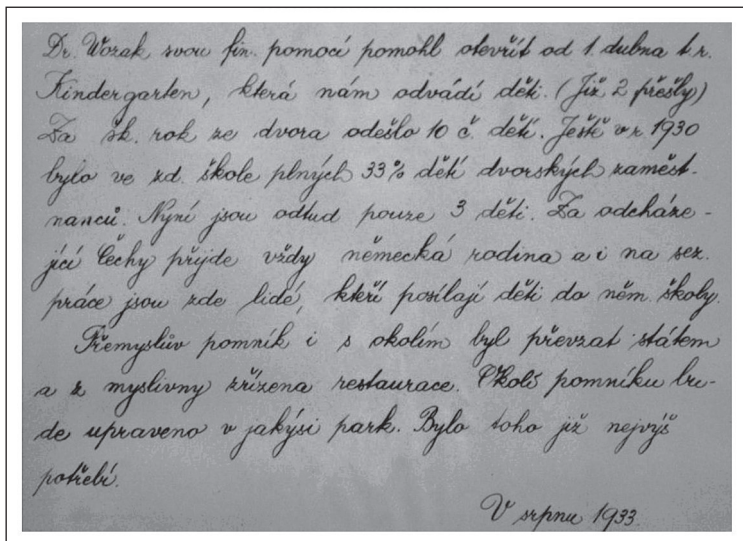 Dr. Wozak svou fin. pomocí pomohl otevřít od 1. dubna t. r.
Kindergarten, která nám odvádí děti. (Již 2 přešly)
Za šk. rok ze dvora odešlo 10 č. dětí. Ještě v r. 1930
bylo ve zd. škole plných 33% dětí dvorských zaměst-
nanců. Nyní jsou odtud pouze 3 děti. Za odcháze-
jící Čechy přijde vždy německá rodina a i na sez.
práce jsou zde lidé, kteří posílají děti do něm. školy.
Přemyslův pomník i s okolím byl převzat státem
a z myslivny zřízena restaurace. Okolí pomníku bu-
de upraveno v jakýsi park. Bylo toho již nejvýš
potřebí.
V srpnu 1933.